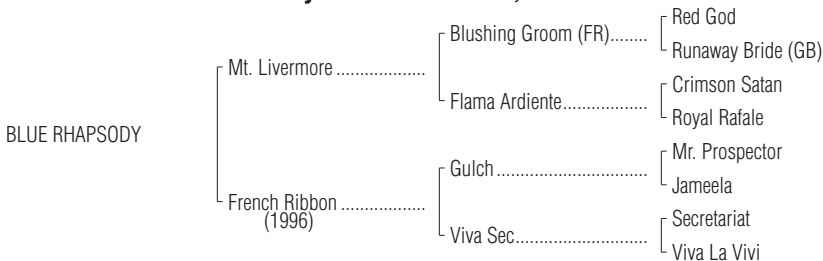 Red God
Blushing Groom (FR)........
Runaway Bride (GB)
Mt. Livermore ...................
Crimson Satan
Flama Ardiente..................
Royal Rafale
BLUE RHAPSODY
Mr. Prospector
Gulch ................................
Jameela
French Ribbon ..................
(1996)
Secretariat
Viva Sec............................
Viva La Vivi